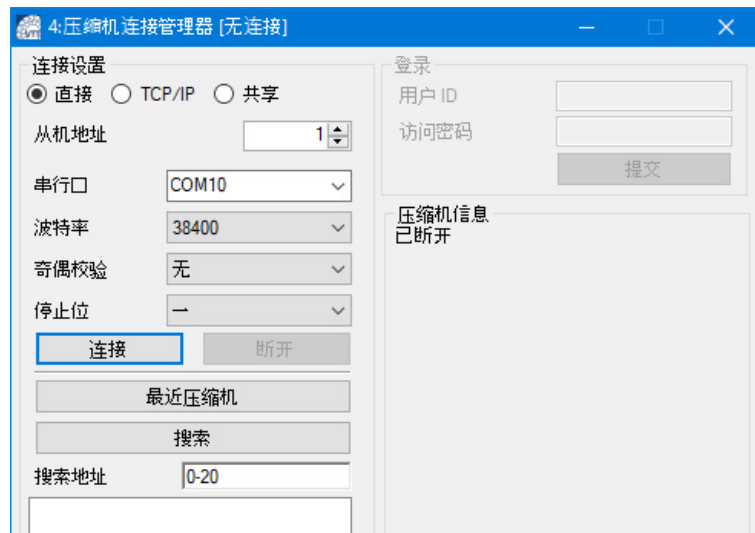 4:压缩机连接管理器 [无连接]
连接设置
直接 TCP/IP 共享
从机地址 1
串行口 COM10
波特率 38400
奇偶校验 无
停止位 一
连接 断开
最近压缩机
搜索
搜索地址 0-20
登录
用户 ID
访问密码
提交
压缩机信息
已断开